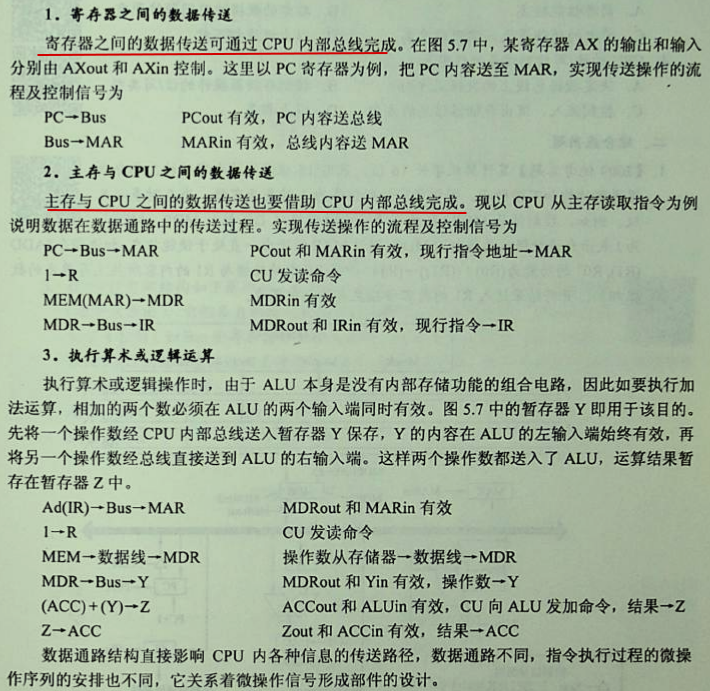 1. 寄存器之间的数据传送
寄存器之间的数据传送可通过 CPU 内部总线完成。在图 5.7 中，某寄存器 AX 的输出和输入
分别由 AXout 和 AXin 控制。这里以 PC 寄存器为例，把 PC 内容送至 MAR，实现传送操作的流
程及控制信号为
PC→Bus PCout 有效，PC 内容送总线
Bus→MAR MARin 有效，总线内容送 MAR
2. 主存与 CPU 之间的数据传送
主存与 CPU 之间的数据传送也要借助 CPU 内部总线完成。现以 CPU 从主存读取指令为例
说明数据在数据通路中的传送过程。实现传送操作的流程及控制信号为
PC→Bus→MAR PCout 和 MARin 有效，现行指令地址→MAR
1→R CU 发读命令
MEM(MAR)→MDR MDRin 有效
MDR→Bus→IR MDRout 和 IRin 有效，现行指令→IR
3. 执行算术或逻辑运算
执行算术或逻辑操作时，由于 ALU 本身是没有内部存储功能的组合电路，因此如要执行加
法运算，相加的两个数必须在 ALU 的两个输入端同时有效。图 5.7 中的暂存器 Y 即用于该目的。
先将一个操作数经 CPU 内部总线送入暂存器 Y 保存，Y 的内容在 ALU 的左输入端始终有效，再
将另一个操作数经总线直接送到 ALU 的右输入端。这样两个操作数都送入了 ALU，运算结果暂
存在暂存器 Z 中。
Ad(IR)→Bus→MAR MDRout 和 MARin 有效
1→R CU 发读命令
MEM→数据线→MDR 操作数从存储器→数据线→MDR
MDR→Bus→Y MDRout 和 Yin 有效，操作数→Y
(ACC)+(Y)→Z ACCout 和 ALUin 有效，CU 向 ALU 发加命令，结果→Z
Z→ACC Zout 和 ACCin 有效，结果→ACC
数据通路结构直接影响 CPU 内各种信息的传送路径，数据通路不同，指令执行过程的微操
作序列的安排也不同，它关系着微操作信号形成部件的设计。